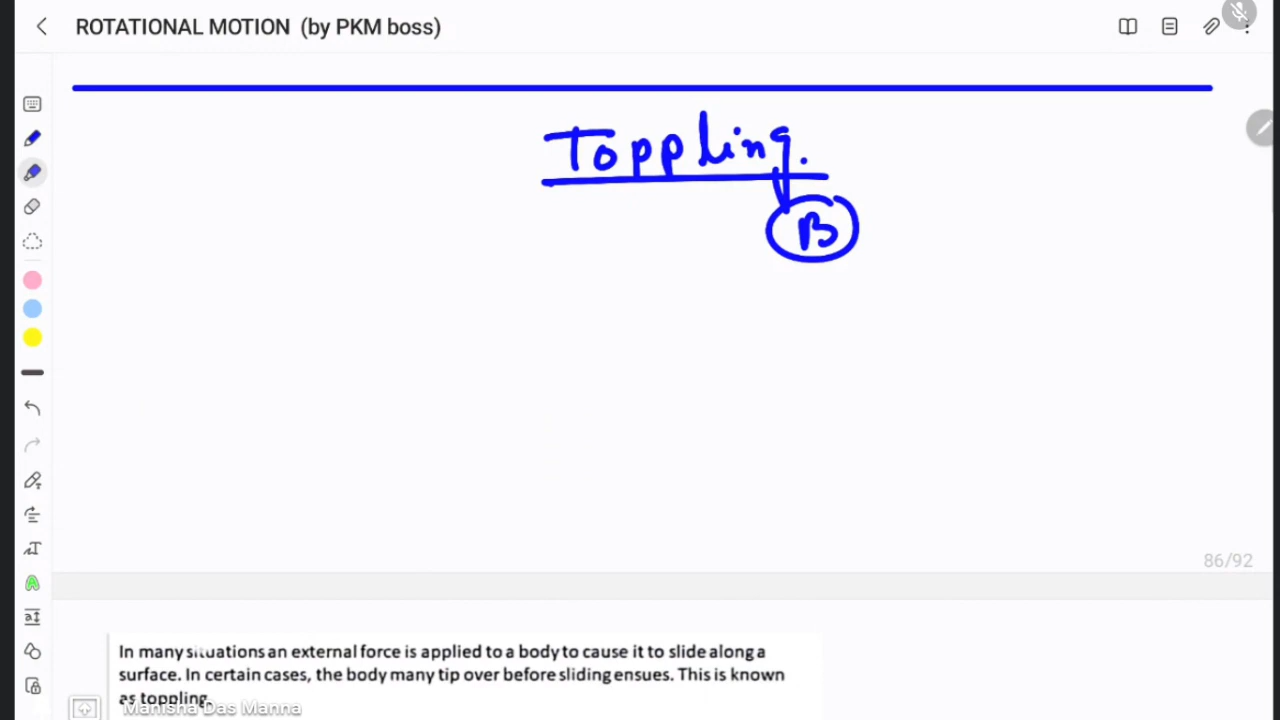 ROTATIONAL MOTION (by PKM boss)
Toppling.
B
86/92
In many situations an external force is applied to a body to cause it to slide along a
surface. In certain cases, the body many tip over before sliding ensues. This is known
as toppling.
Manisha Das Manna